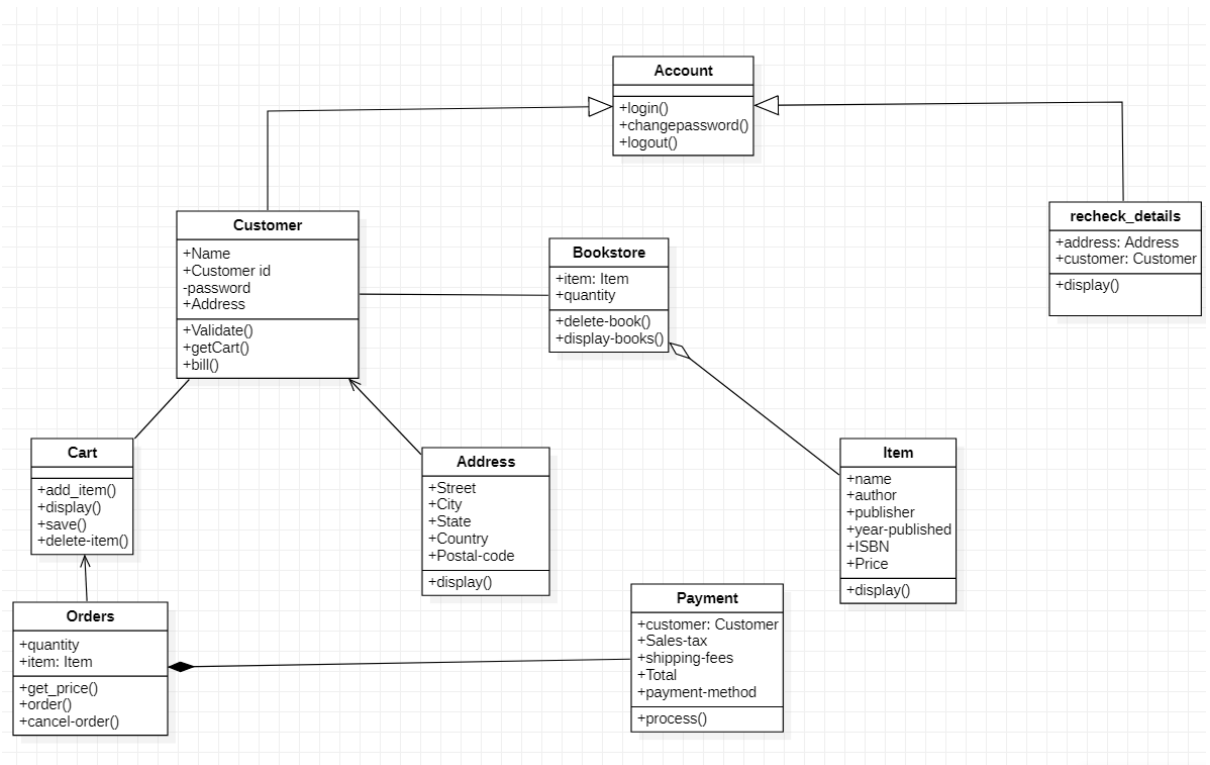 Account
+login()
+changepassword()
+logout()
Customer
+Name
+Customer id
-password
+Address
+Validate()
+getCart()
+bill()
Bookstore
+item: Item
+quantity
+delete-book()
+display-books()
recheck_details
+address: Address
+customer: Customer
+display()
Cart
+add_item()
+display()
+save()
+delete-item()
Address
+Street
+City
+State
+Country
+Postal-code
+display()
Item
+name
+author
+publisher
+year-published
+ISBN
+Price
+display()
Orders
+quantity
+item: Item
+get_price()
+order()
+cancel-order()
Payment
+customer: Customer
+Sales-tax
+shipping-fees
+Total
+payment-method
+process()